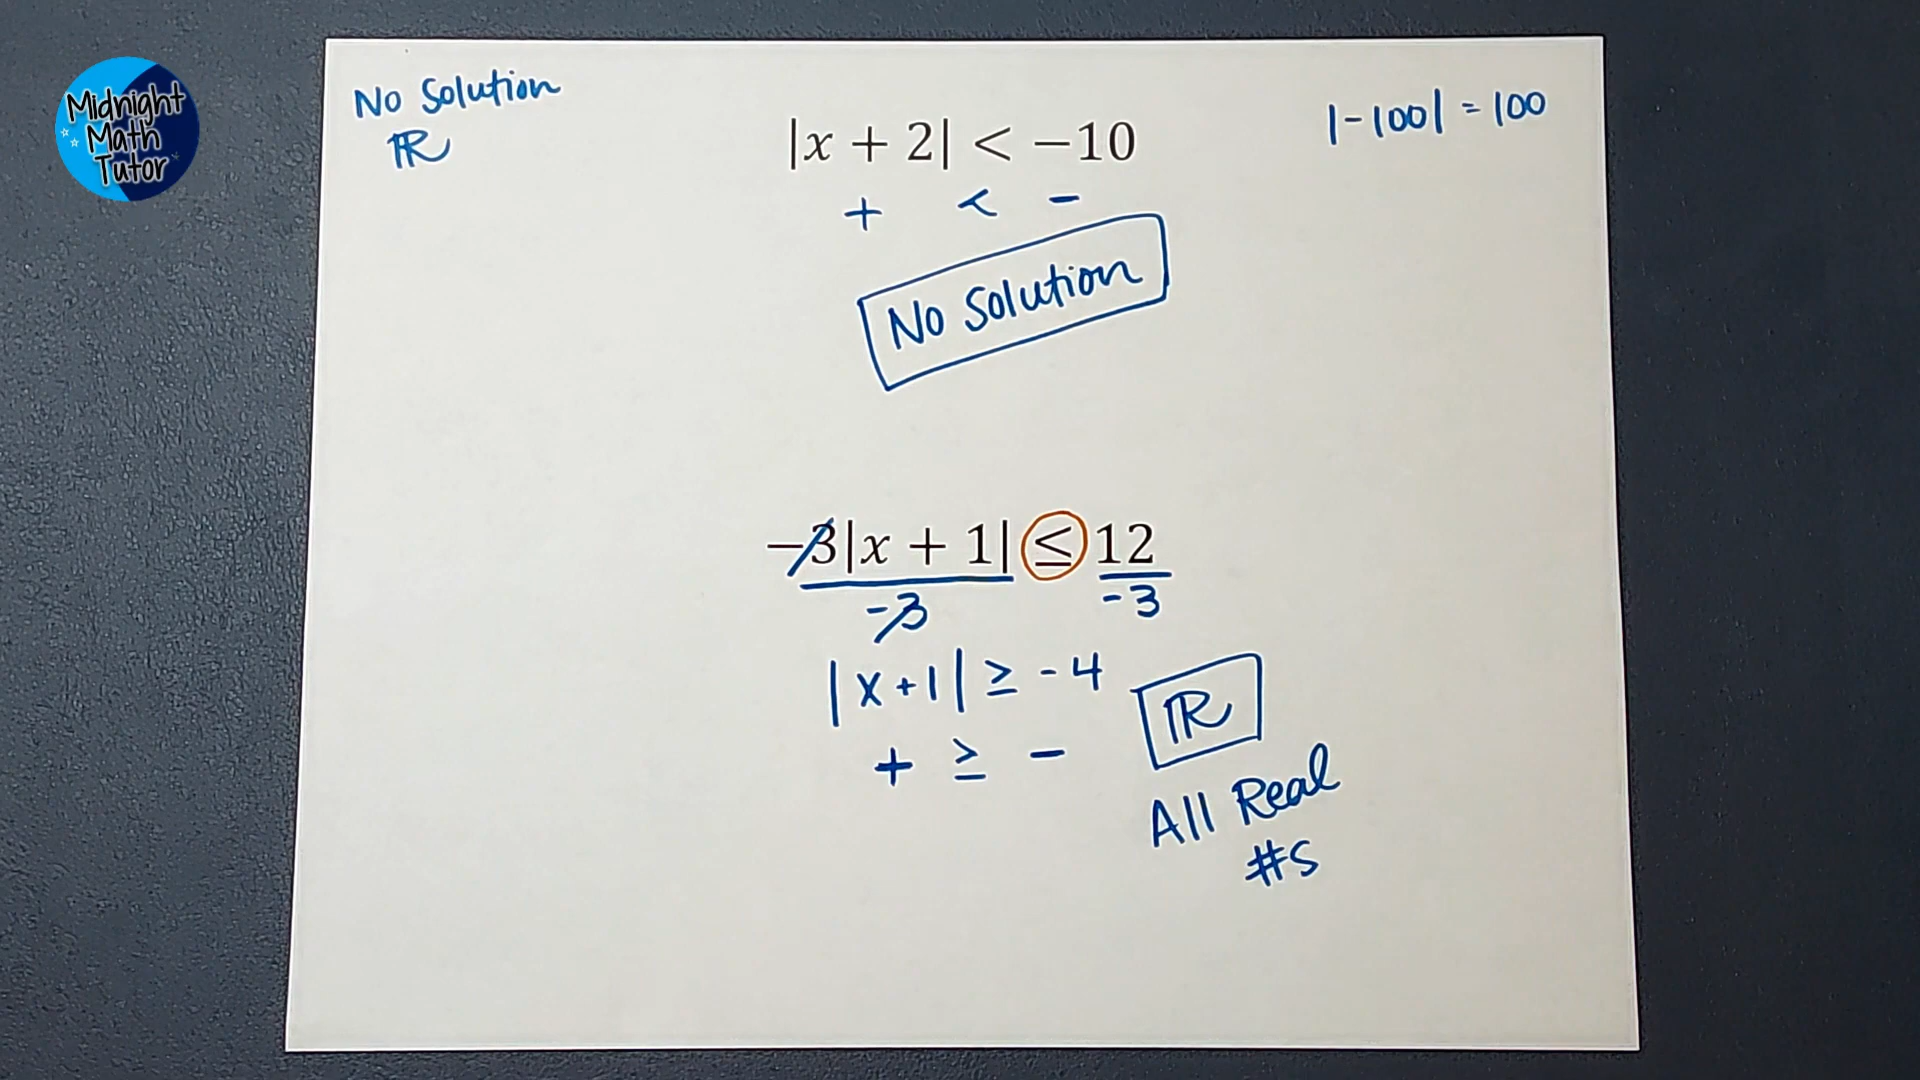 Midnight
Math
Tutor
No Solution
ℝ
|x + 2| < −10
|-100| = 100
+ < -
No Solution
−3|x + 1| ≤ 12
-3 -3
|x+1| ≥ -4
ℝ
+ ≥ -
All Real
#s